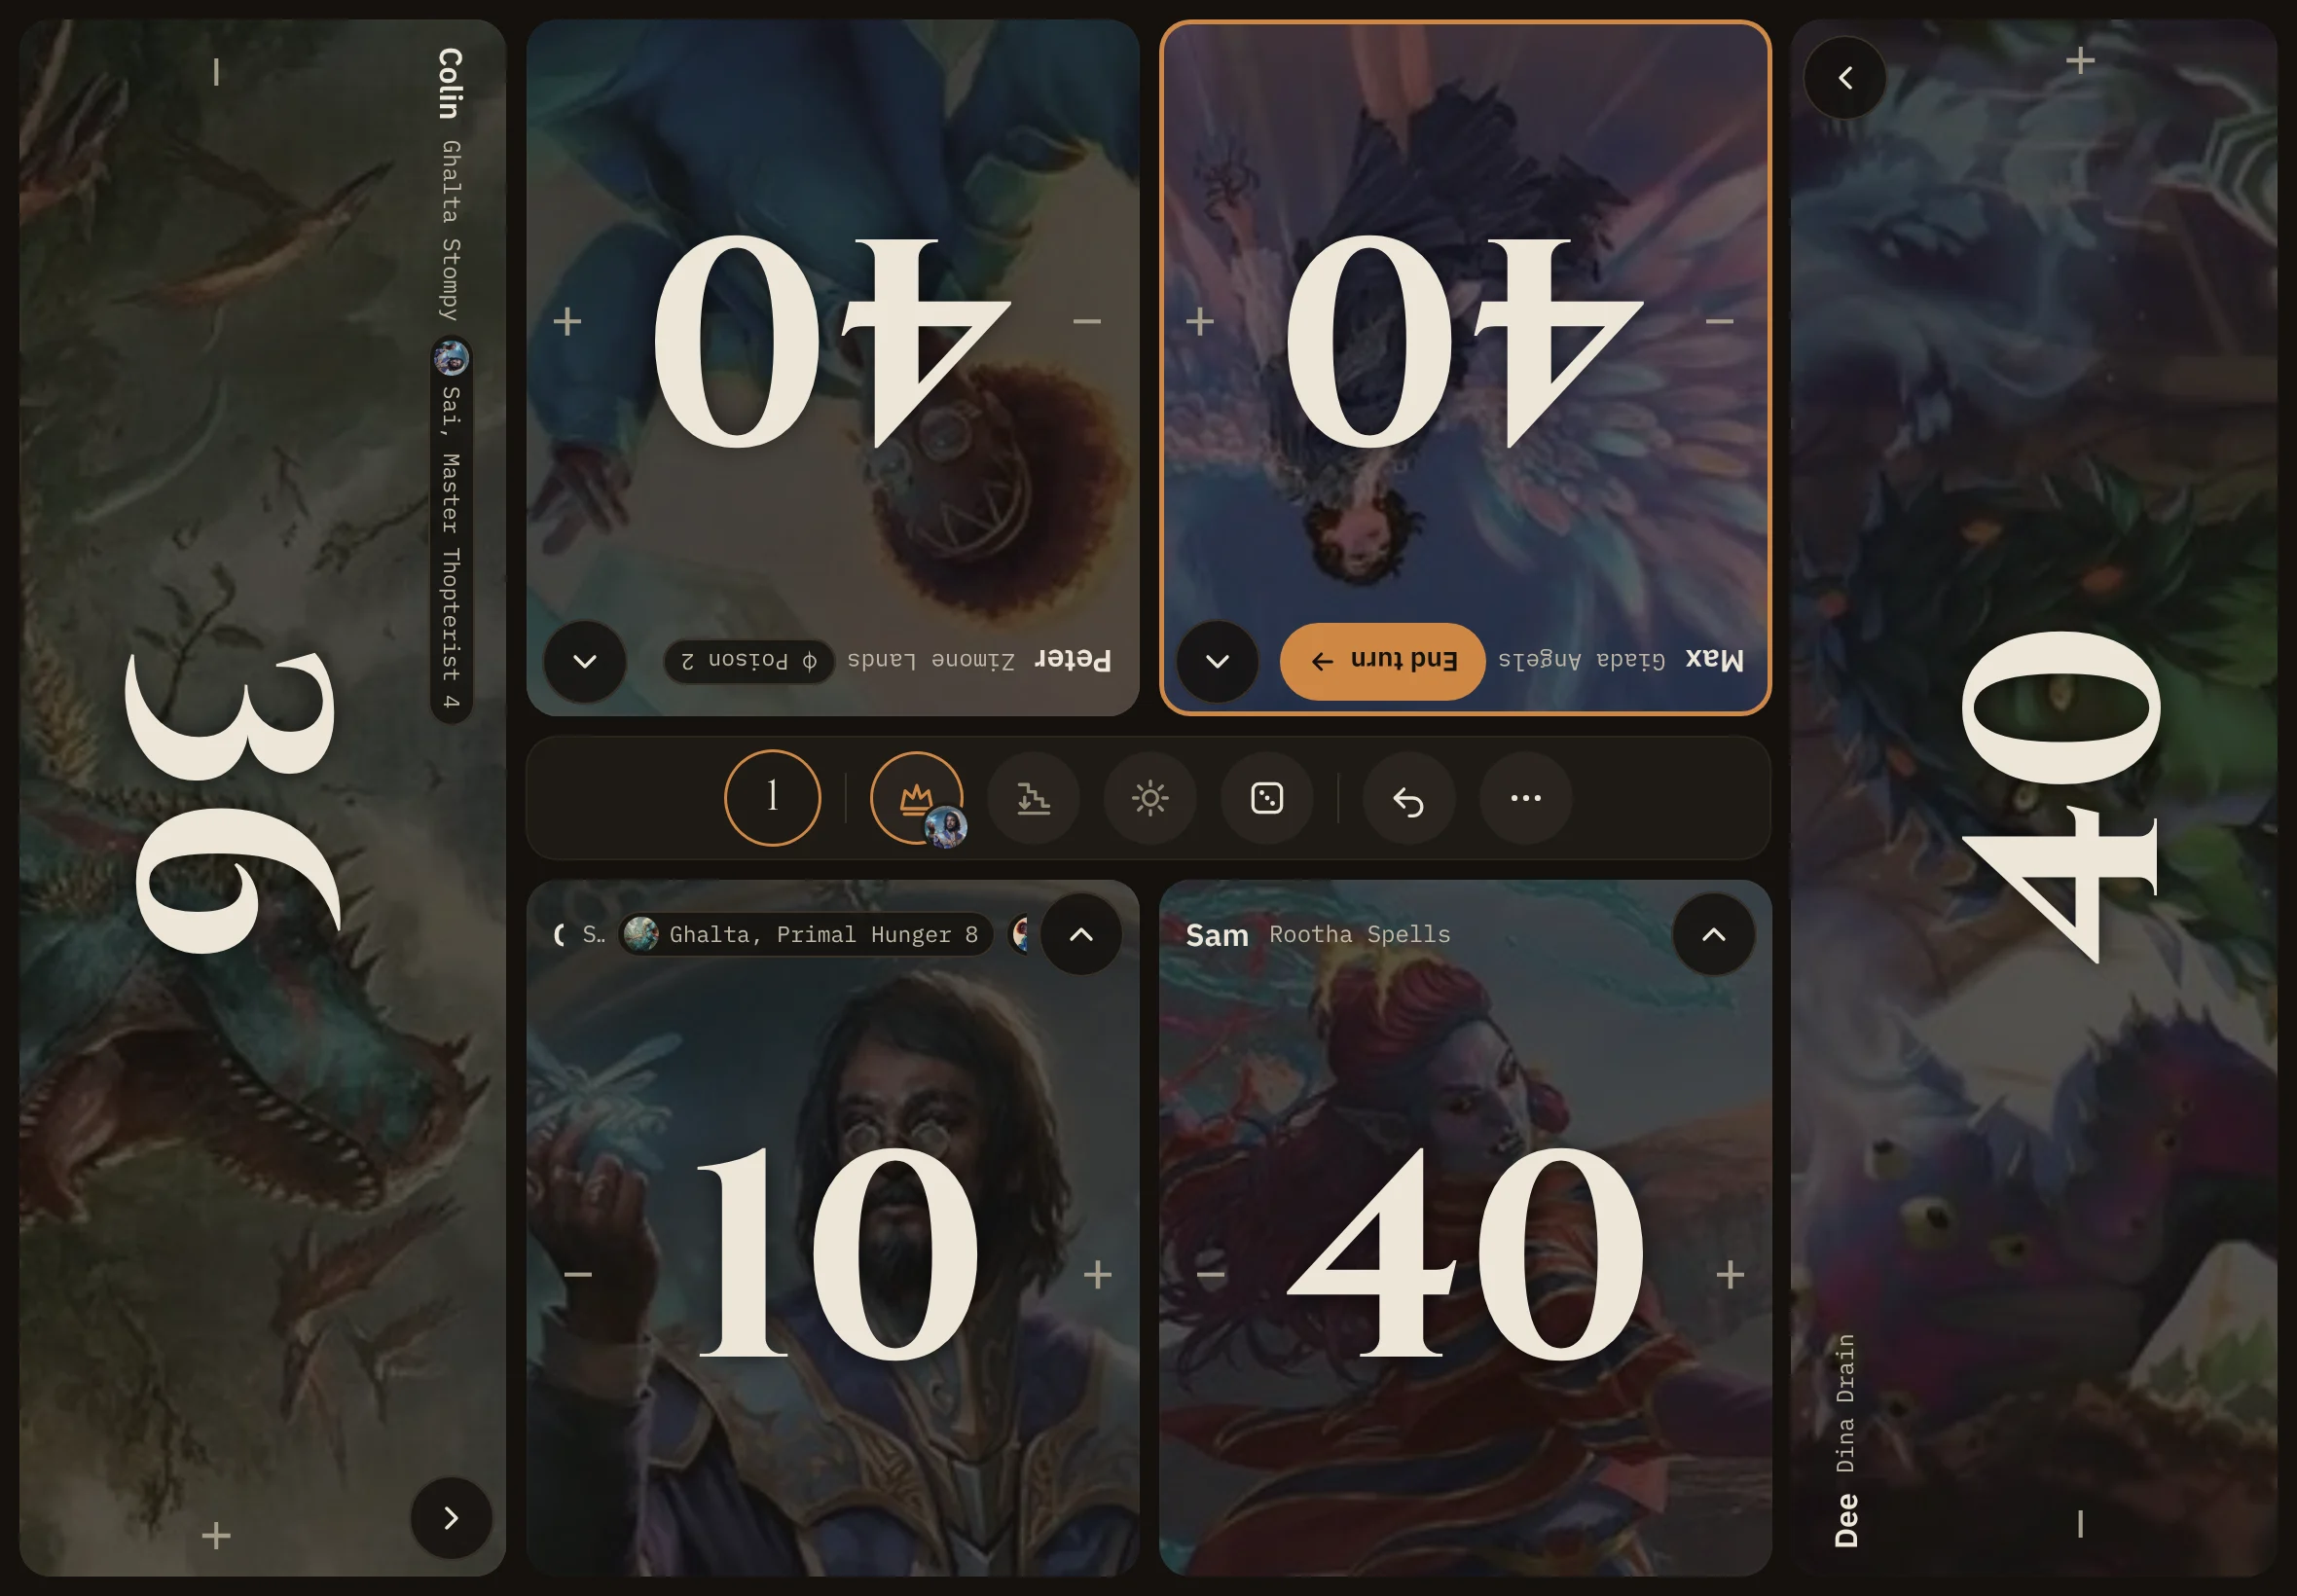 Colin Ghalta Stompy Sai, Master Thopterist 4
36
40
Peter Zimone Lands ϕ Poison 2
40
Max Giada Angels End turn →
40
Dee Dina Drain
1
S.. Ghalta, Primal Hunger 8
10
Sam Rootha Spells
40